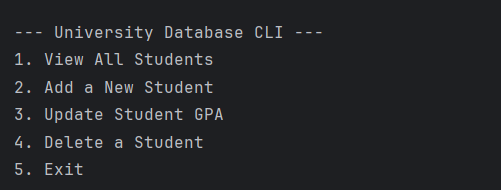 --- University Database CLI ---
1. View All Students
2. Add a New Student
3. Update Student GPA
4. Delete a Student
5. Exit